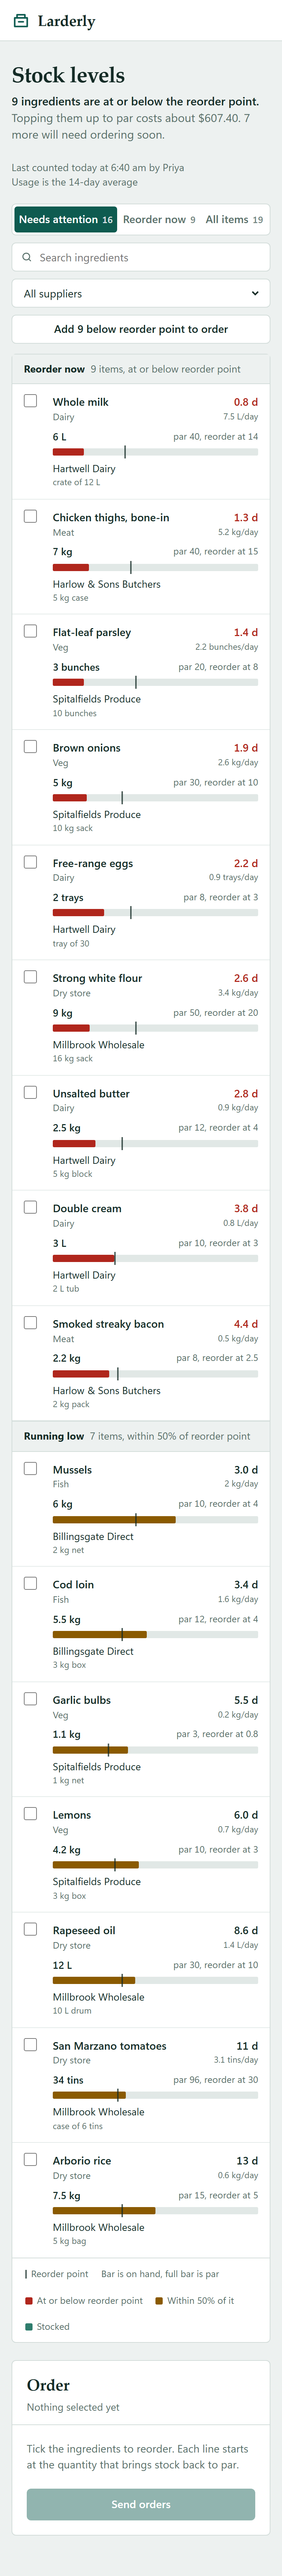 Larderly
Stock levels
9 ingredients are at or below the reorder point.
Topping them up to par costs about $607.40. 7
more will need ordering soon.
Last counted today at 6:40 am by Priya
Usage is the 14-day average
Needs attention 16 Reorder now 9 All items 19
Search ingredients
All suppliers
Add 9 below reorder point to order
Reorder now 9 items, at or below reorder point
Whole milk 0.8 d
Dairy 7.5 L/day
6 L par 40, reorder at 14
Hartwell Dairy
crate of 12 L
Chicken thighs, bone-in 1.3 d
Meat 5.2 kg/day
7 kg par 40, reorder at 15
Harlow & Sons Butchers
5 kg case
Flat-leaf parsley 1.4 d
Veg 2.2 bunches/day
3 bunches par 20, reorder at 8
Spitalfields Produce
10 bunches
Brown onions 1.9 d
Veg 2.6 kg/day
5 kg par 30, reorder at 10
Spitalfields Produce
10 kg sack
Free-range eggs 2.2 d
Dairy 0.9 trays/day
2 trays par 8, reorder at 3
Hartwell Dairy
tray of 30
Strong white flour 2.6 d
Dry store 3.4 kg/day
9 kg par 50, reorder at 20
Millbrook Wholesale
16 kg sack
Unsalted butter 2.8 d
Dairy 0.9 kg/day
2.5 kg par 12, reorder at 4
Hartwell Dairy
5 kg block
Double cream 3.8 d
Dairy 0.8 L/day
3 L par 10, reorder at 3
Hartwell Dairy
2 L tub
Smoked streaky bacon 4.4 d
Meat 0.5 kg/day
2.2 kg par 8, reorder at 2.5
Harlow & Sons Butchers
2 kg pack
Running low 7 items, within 50% of reorder point
Mussels 3.0 d
Fish 2 kg/day
6 kg par 10, reorder at 4
Billingsgate Direct
2 kg net
Cod loin 3.4 d
Fish 1.6 kg/day
5.5 kg par 12, reorder at 4
Billingsgate Direct
3 kg box
Garlic bulbs 5.5 d
Veg 0.2 kg/day
1.1 kg par 3, reorder at 0.8
Spitalfields Produce
1 kg net
Lemons 6.0 d
Veg 0.7 kg/day
4.2 kg par 10, reorder at 3
Spitalfields Produce
3 kg box
Rapeseed oil 8.6 d
Dry store 1.4 L/day
12 L par 30, reorder at 10
Millbrook Wholesale
10 L drum
San Marzano tomatoes 11 d
Dry store 3.1 tins/day
34 tins par 96, reorder at 30
Millbrook Wholesale
case of 6 tins
Arborio rice 13 d
Dry store 0.6 kg/day
7.5 kg par 15, reorder at 5
Millbrook Wholesale
5 kg bag
Reorder point Bar is on hand, full bar is par
At or below reorder point Within 50% of it
Stocked
Order
Nothing selected yet
Tick the ingredients to reorder. Each line starts
at the quantity that brings stock back to par.
Send orders